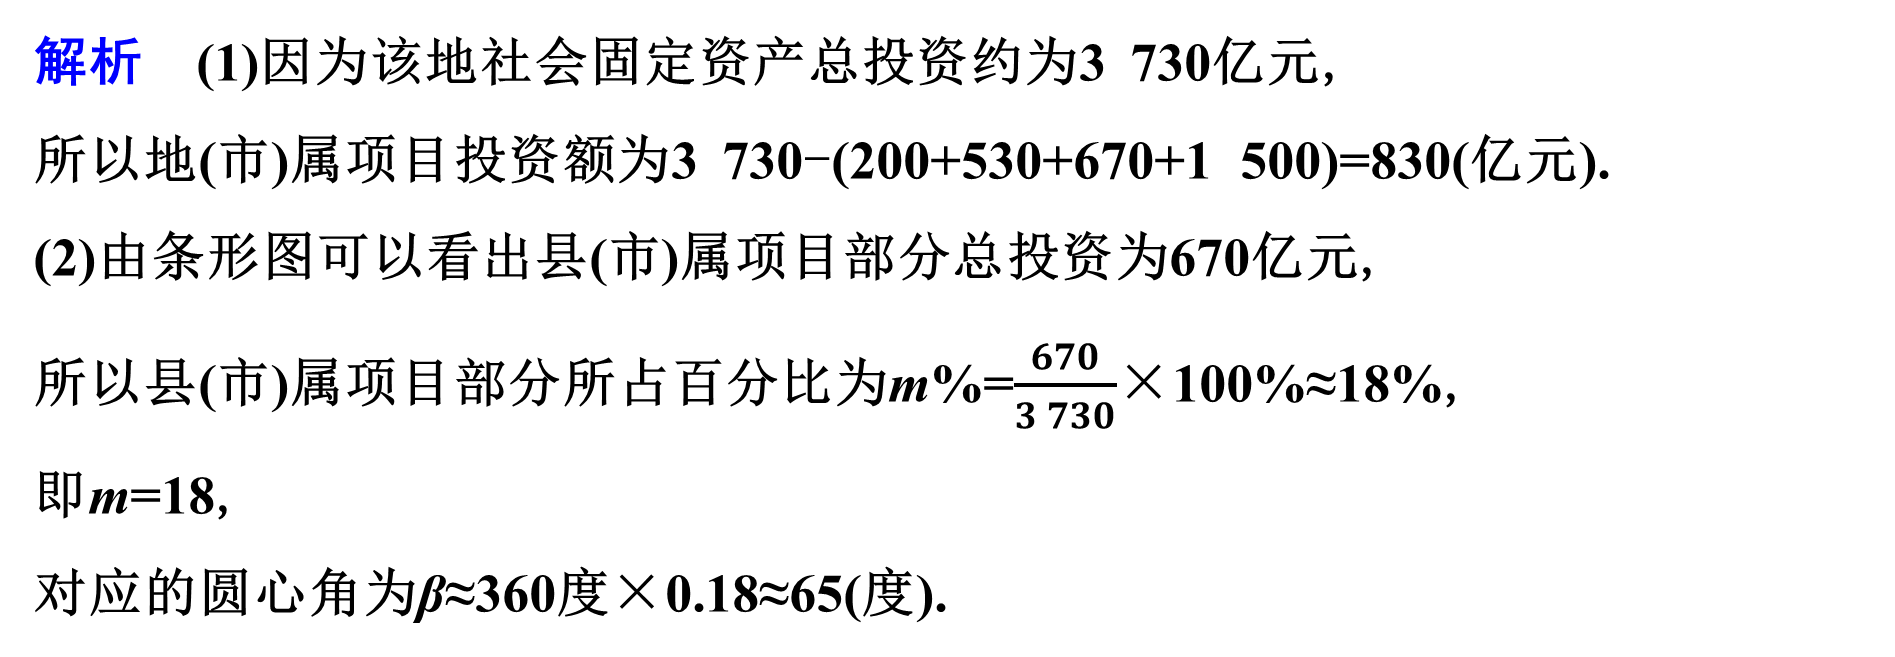 解析　(1)因为该地社会固定资产总投资约为3 730亿元,
所以地(市)属项目投资额为3 730−(200+530+670+1 500)=830(亿元).
(2)由条形图可以看出县(市)属项目部分总投资为670亿元,
所以县(市)属项目部分所占百分比为m%=670/3 730×100%≈18%,
即m=18,
对应的圆心角为β≈360度×0.18≈65(度).